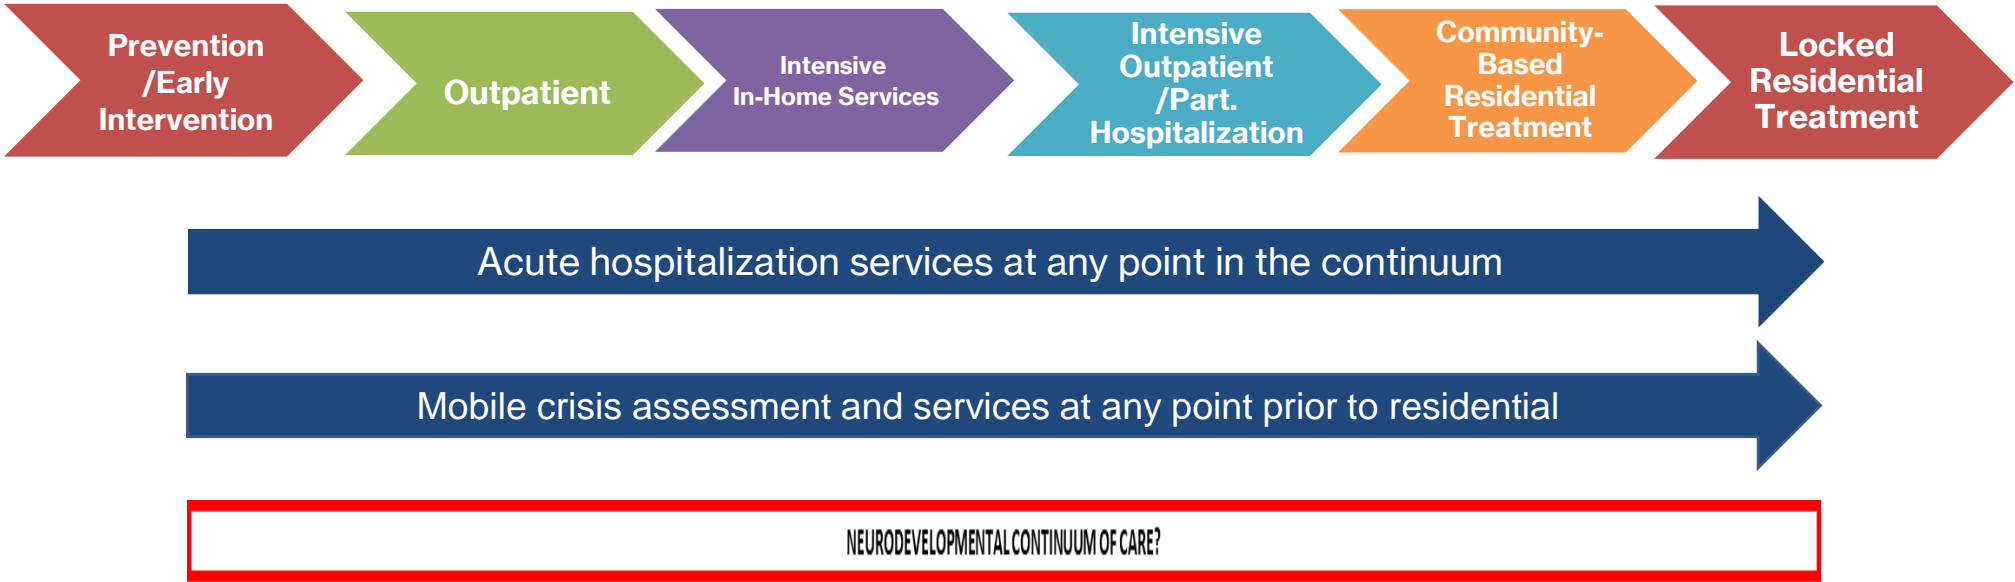 Prevention
/Early
Intervention
Outpatient
Intensive
In-Home Services
Intensive
Outpatient
/Part.
Hospitalization
Community-
Based
Residential
Treatment
Locked
Residential
Treatment
Acute hospitalization services at any point in the continuum
Mobile crisis assessment and services at any point prior to residential
NEURODEVELOPMENTAL CONTINUUM OF CARE?